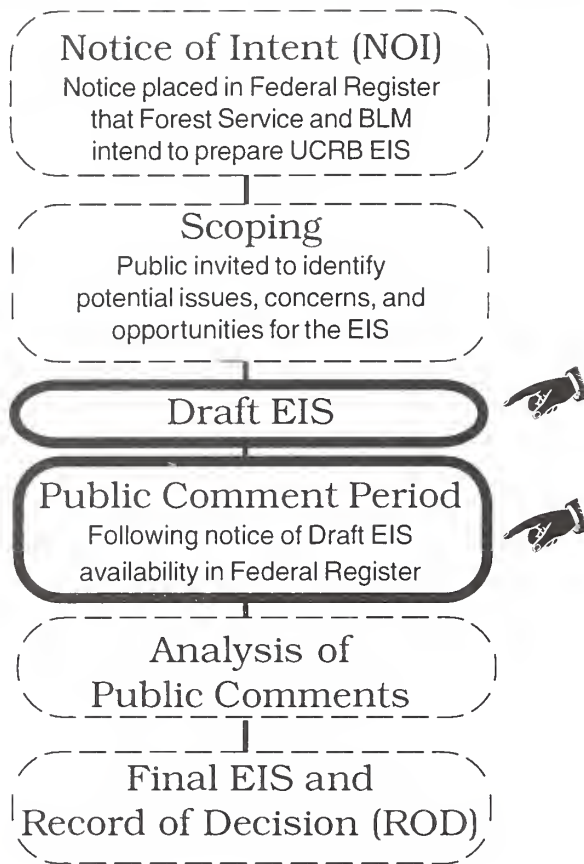 Notice of Intent (NOI)
Notice placed in Federal Register
that Forest Service and BLM
intend to prepare UCRB EIS
Scoping
Public invited to identify
potential issues, concerns, and
opportunities for the EIS
Draft EIS
Public Comment Period
Following notice of Draft EIS
availability in Federal Register
Analysis of
Public Comments
Final EIS and
Record of Decision (ROD)